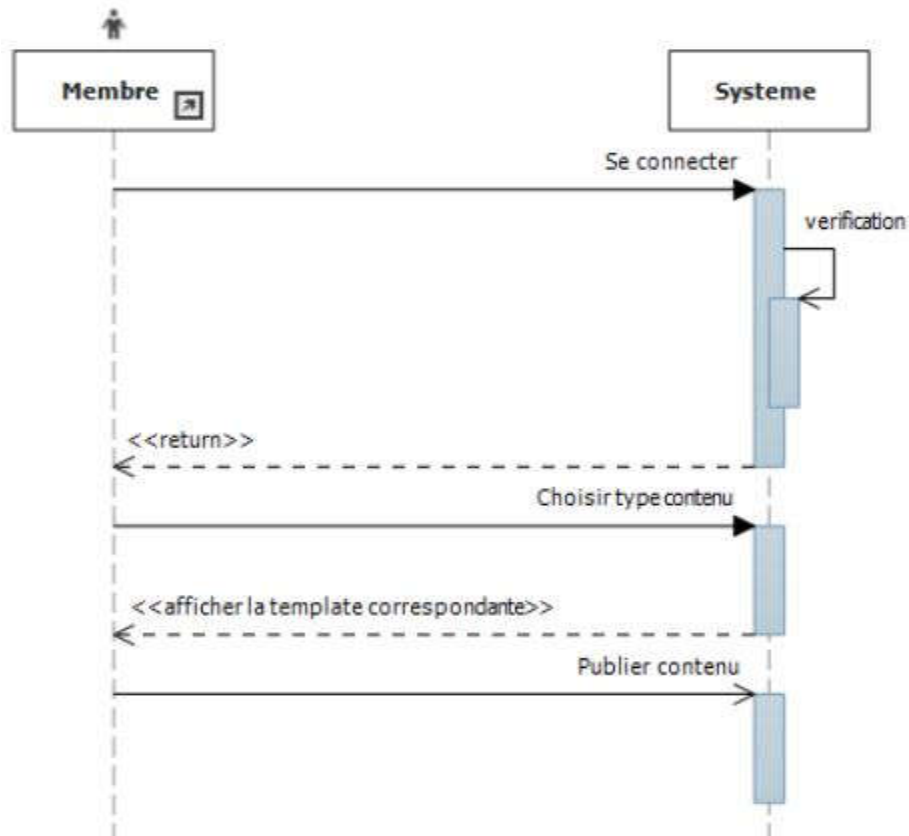 Membre
Systeme
Se connecter
verification
<<return>>
Choisir type contenu
<<afficher la template correspondante>>
Publier contenu